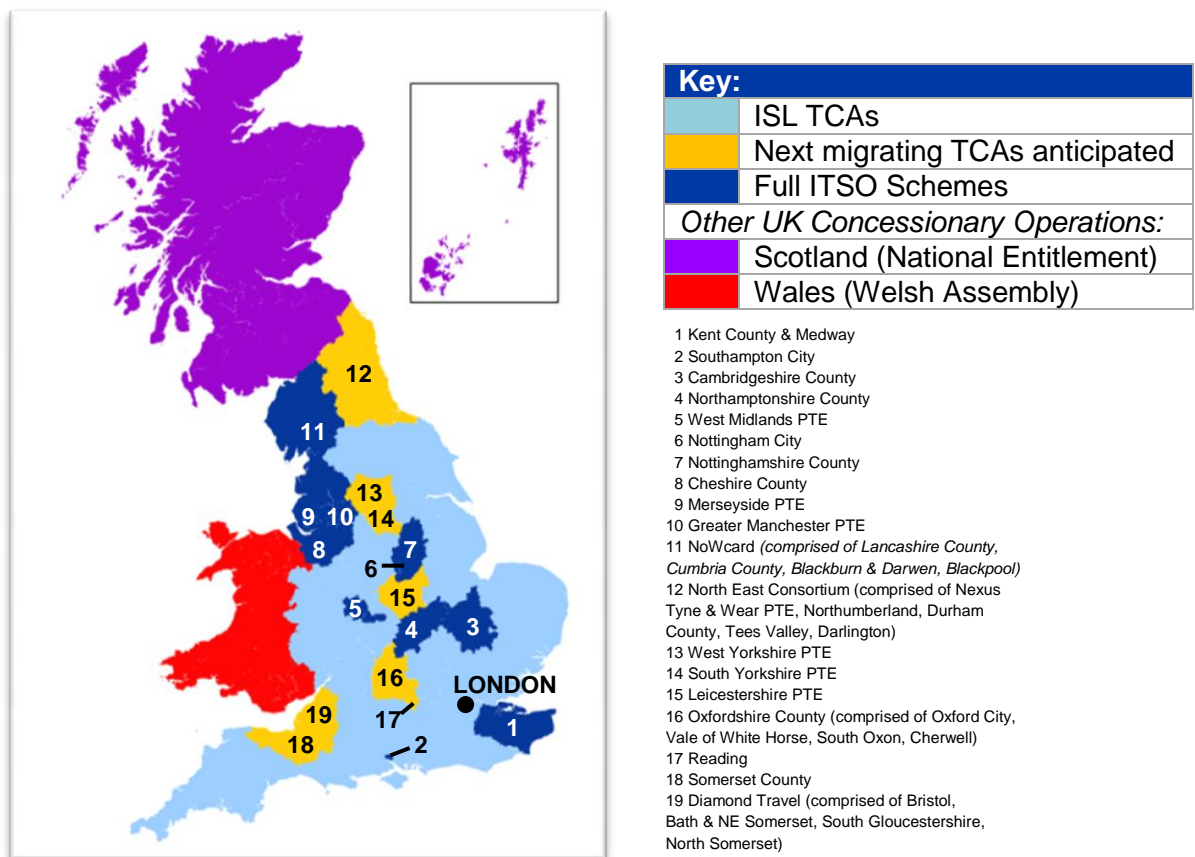 12
11
13
9 10
14
8
7
6
15
5
4
3
16
LONDON
19
17
1
18
2
Key:
ISL TCAs
Next migrating TCAs anticipated
Full ITSO Schemes
Other UK Concessionary Operations:
Scotland (National Entitlement)
Wales (Welsh Assembly)
1 Kent County & Medway
2 Southampton City
3 Cambridgeshire County
4 Northamptonshire County
5 West Midlands PTE
6 Nottingham City
7 Nottinghamshire County
8 Cheshire County
9 Merseyside PTE
10 Greater Manchester PTE
11 NoWcard (comprised of Lancashire County,
Cumbria County, Blackburn & Darwen, Blackpool)
12 North East Consortium (comprised of Nexus
Tyne & Wear PTE, Northumberland, Durham
County, Tees Valley, Darlington)
13 West Yorkshire PTE
14 South Yorkshire PTE
15 Leicestershire PTE
16 Oxfordshire County (comprised of Oxford City,
Vale of White Horse, South Oxon, Cherwell)
17 Reading
18 Somerset County
19 Diamond Travel (comprised of Bristol,
Bath & NE Somerset, South Gloucestershire,
North Somerset)